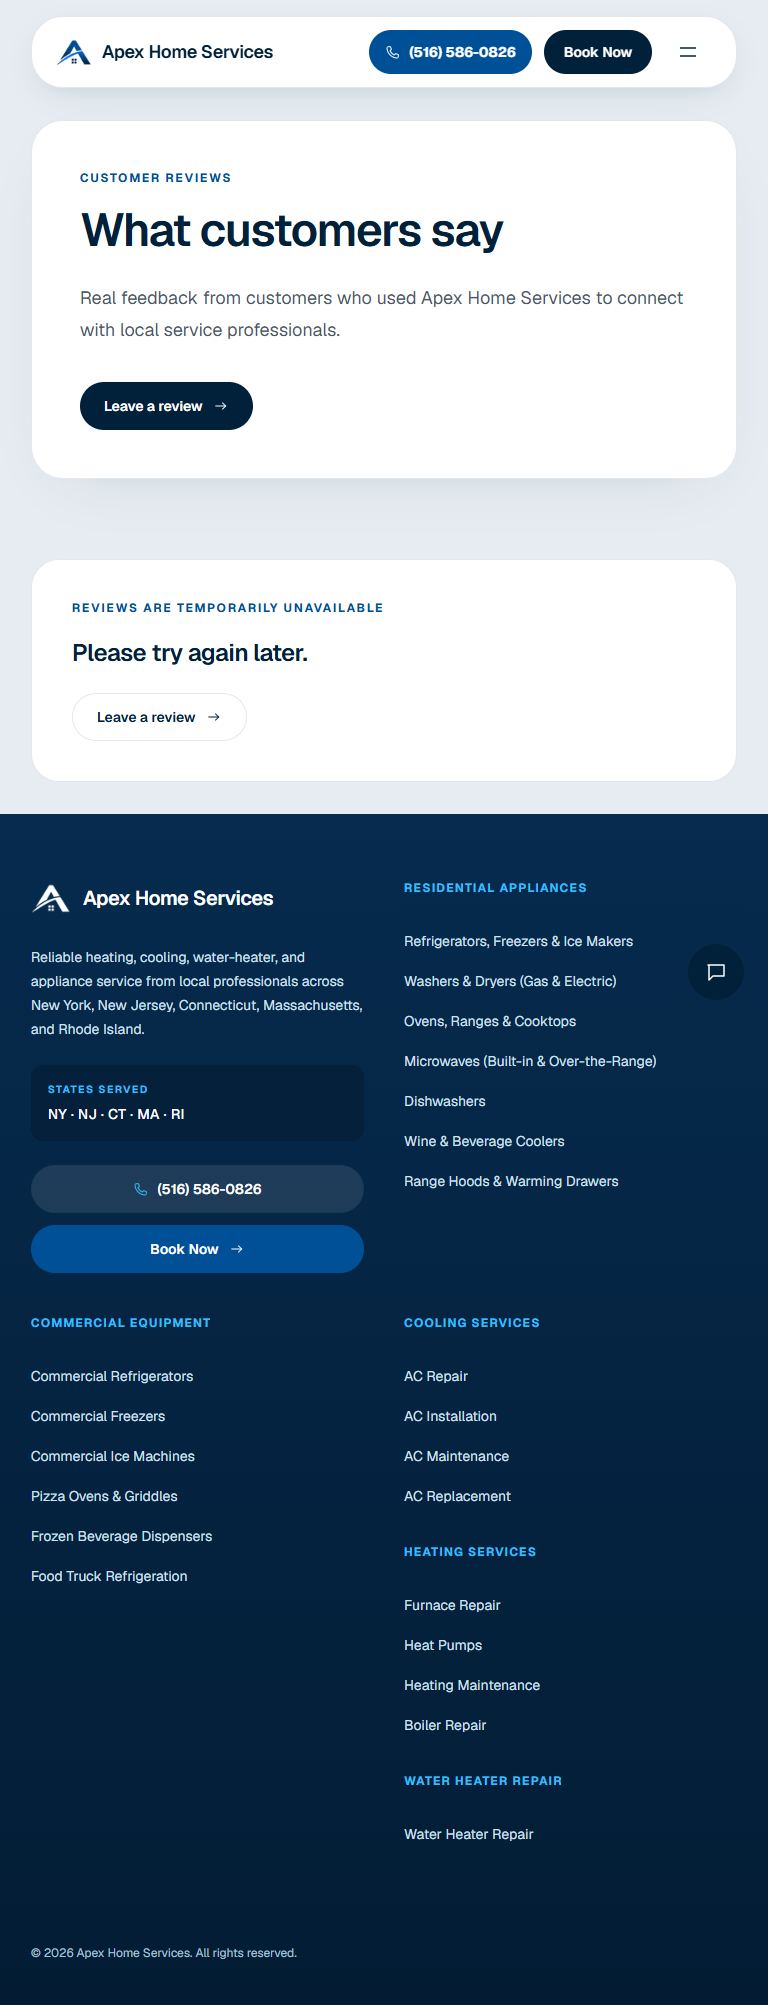 Apex Home Services
(516) 586-0826
Book Now
CUSTOMER REVIEWS
What customers say
Real feedback from customers who used Apex Home Services to connect
with local service professionals.
Leave a review
REVIEWS ARE TEMPORARILY UNAVAILABLE
Please try again later.
Leave a review
Apex Home Services
Reliable heating, cooling, water-heater, and
appliance service from local professionals across
New York, New Jersey, Connecticut, Massachusetts,
and Rhode Island.
STATES SERVED
NY · NJ · CT · MA · RI
(516) 586-0826
Book Now
RESIDENTIAL APPLIANCES
Refrigerators, Freezers & Ice Makers
Washers & Dryers (Gas & Electric)
Ovens, Ranges & Cooktops
Microwaves (Built-in & Over-the-Range)
Dishwashers
Wine & Beverage Coolers
Range Hoods & Warming Drawers
COMMERCIAL EQUIPMENT
Commercial Refrigerators
Commercial Freezers
Commercial Ice Machines
Pizza Ovens & Griddles
Frozen Beverage Dispensers
Food Truck Refrigeration
COOLING SERVICES
AC Repair
AC Installation
AC Maintenance
AC Replacement
HEATING SERVICES
Furnace Repair
Heat Pumps
Heating Maintenance
Boiler Repair
WATER HEATER REPAIR
Water Heater Repair
© 2026 Apex Home Services. All rights reserved.